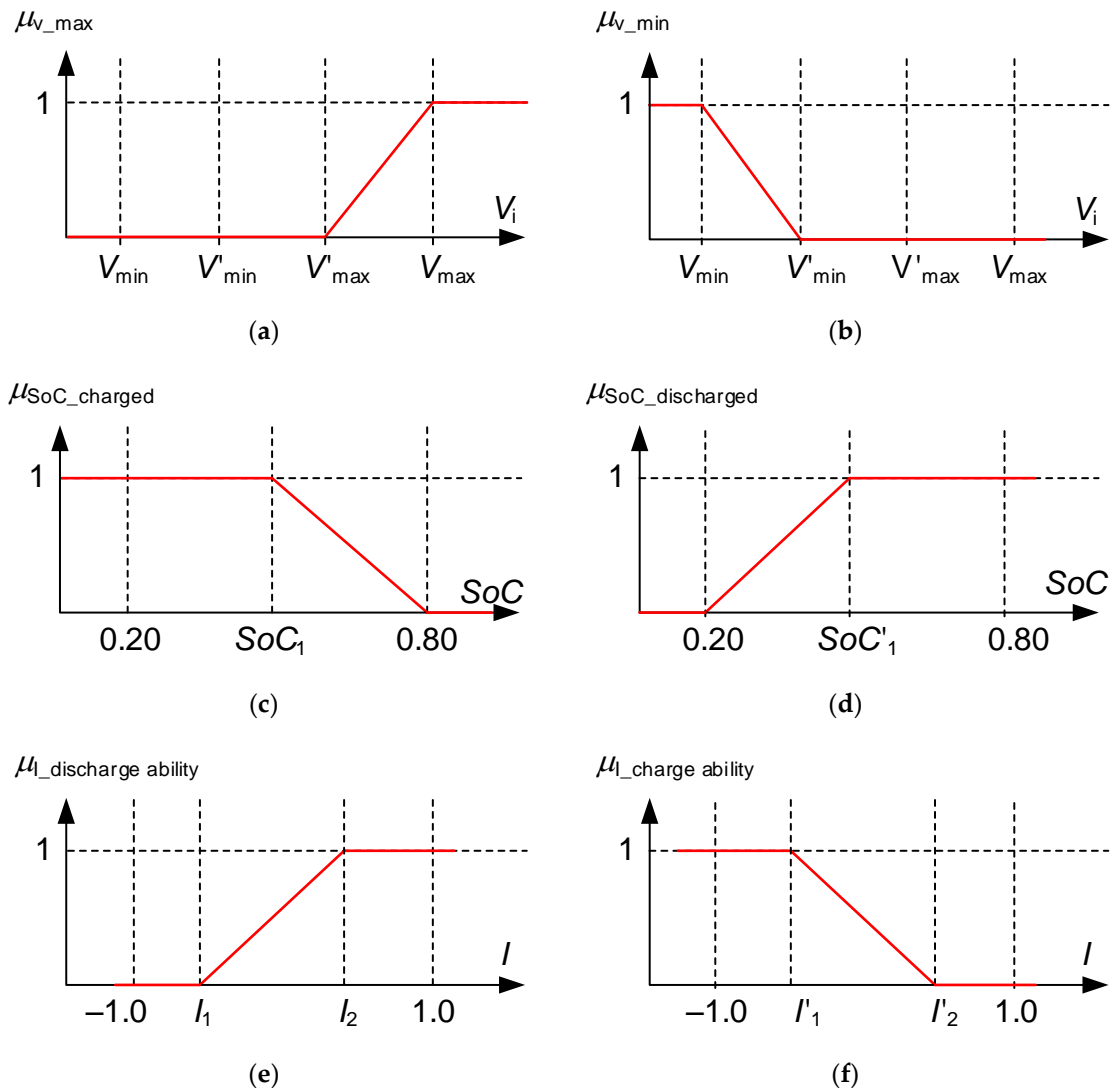 μv_max
1
Vi
Vmin V'min V'max Vmax
(a)
μv_min
1
Vi
Vmin V'min V'max Vmax
(b)
μSoC_charged
1
SoC
0.20 SoC1 0.80
(c)
μSoC_discharged
1
SoC
0.20 SoC'1 0.80
(d)
μI_discharge ability
1
I
–1.0 I1 I2 1.0
(e)
μI_charge ability
1
I
–1.0 I'1 I'2 1.0
(f)